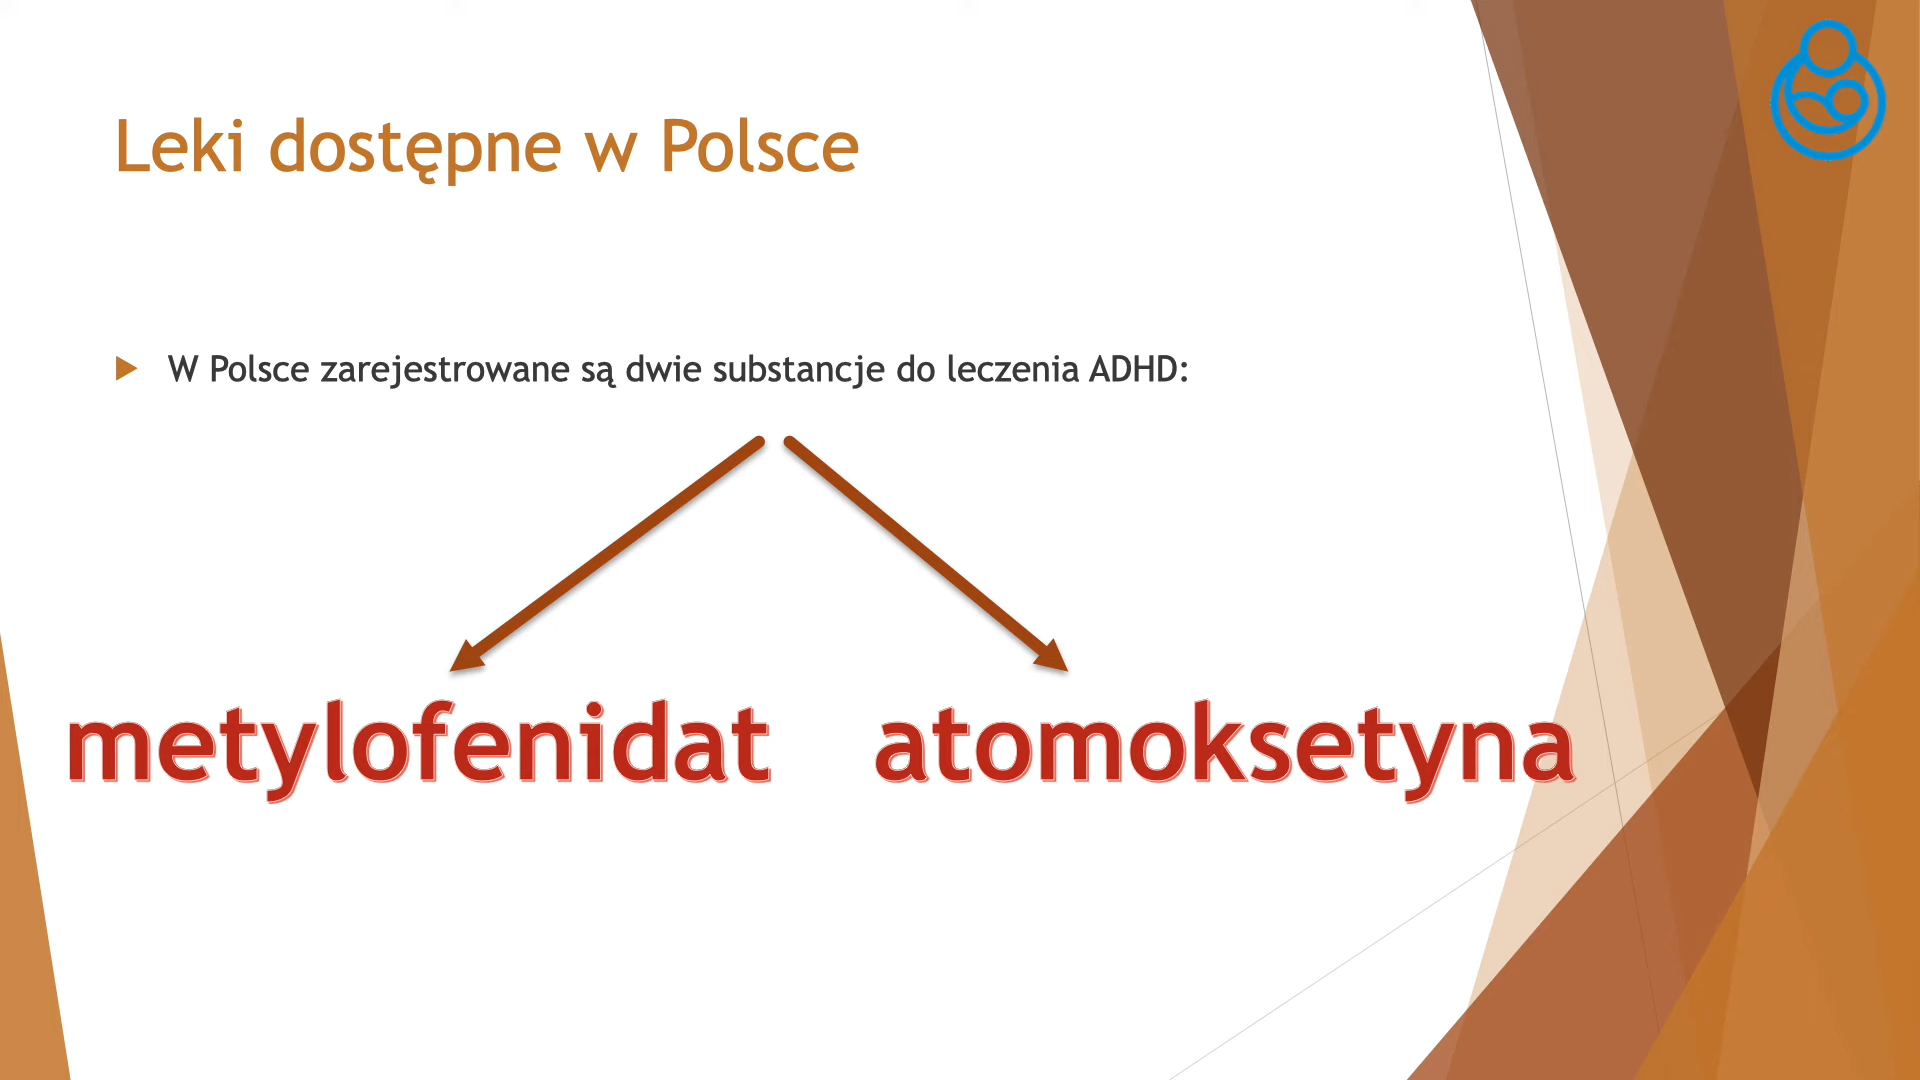 Leki dostępne w Polsce
W Polsce zarejestrowane są dwie substancje do leczenia ADHD:
metylofenidat atomoksetyna